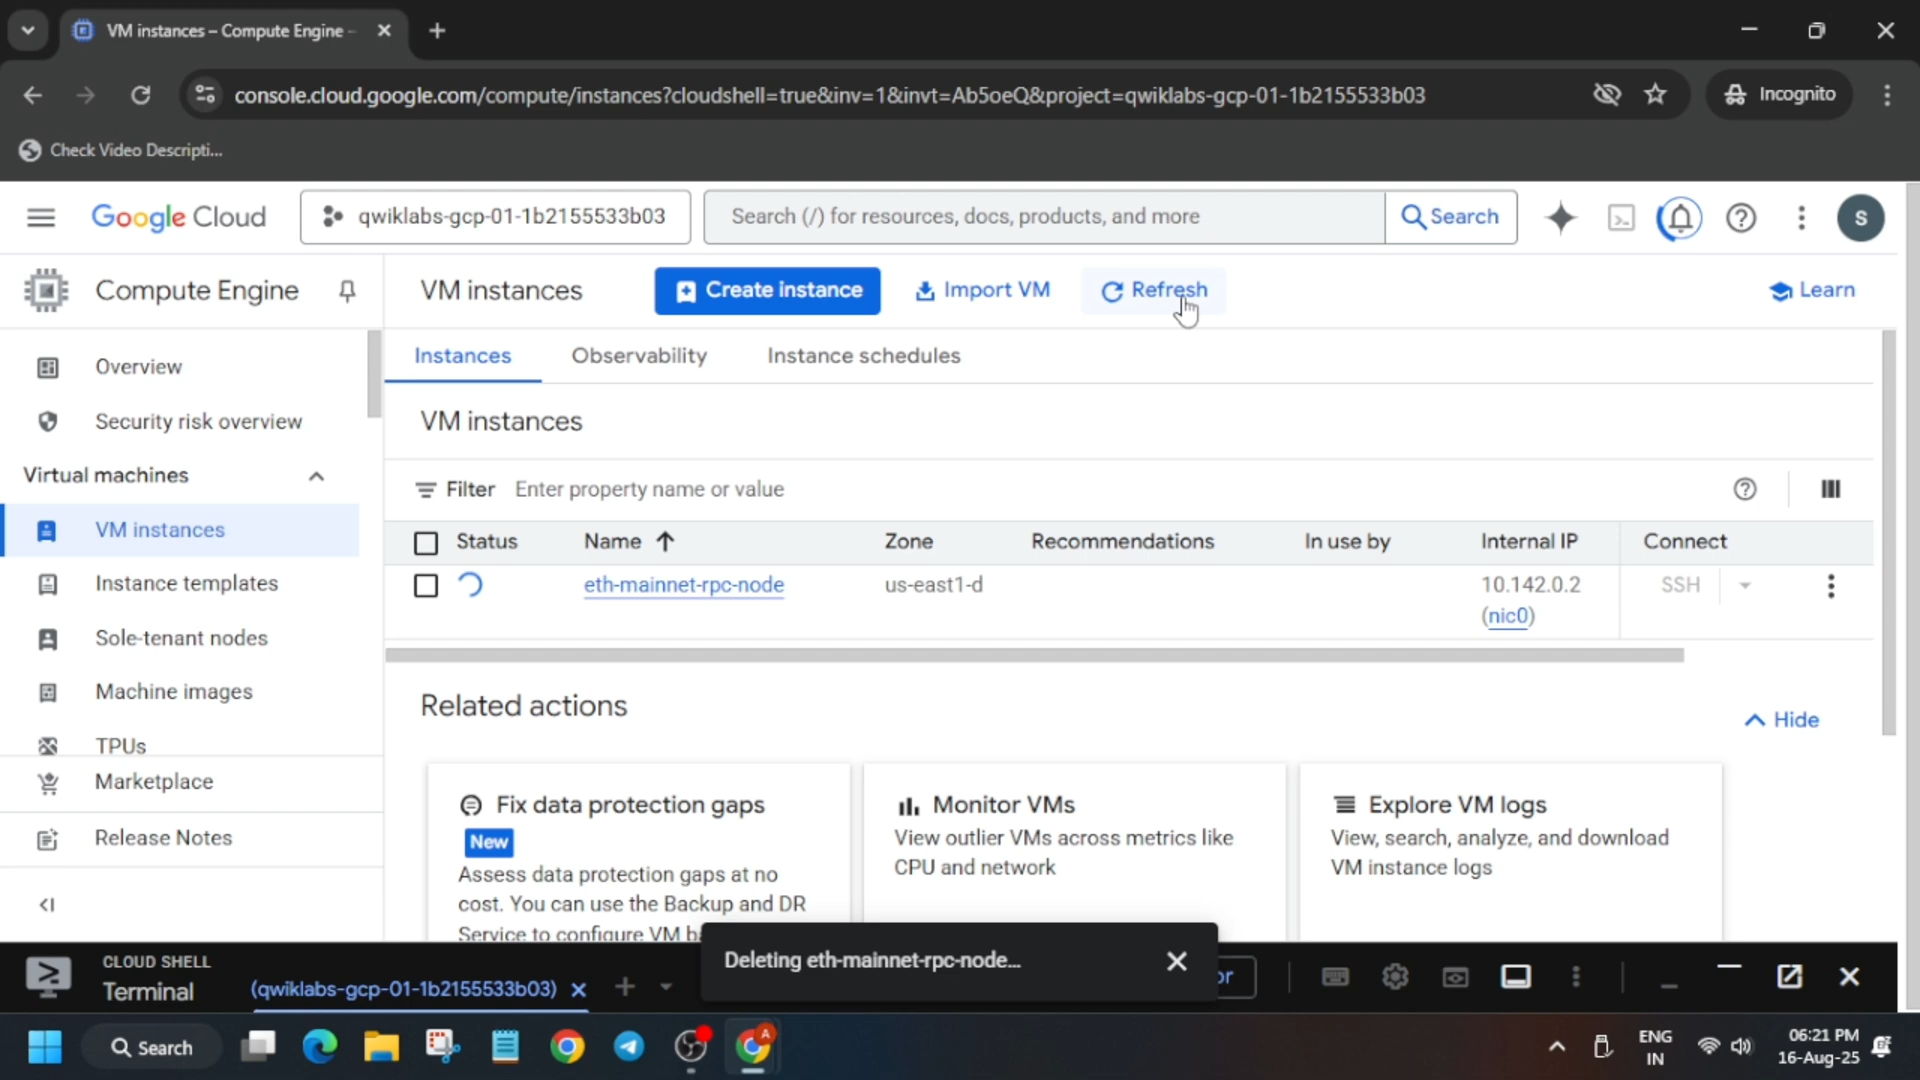 VM instances – Compute Engine -
console.cloud.google.com/compute/instances?cloudshell=true&inv=1&invt=Ab5oeQ&project=qwiklabs-gcp-01-1b2155533b03
Incognito
Check Video Descripti...
Google Cloud
qwiklabs-gcp-01-1b2155533b03
Search (/) for resources, docs, products, and more
Search
S
Compute Engine
VM instances
Create instance
Import VM
Refresh
Learn
Overview
Security risk overview
Virtual machines
VM instances
Instance templates
Sole-tenant nodes
Machine images
TPUs
Marketplace
Release Notes
Instances
Observability
Instance schedules
VM instances
Filter
Enter property name or value
Status
Name
Zone
Recommendations
In use by
Internal IP
Connect
eth-mainnet-rpc-node
us-east1-d
10.142.0.2
(nic0)
SSH
Related actions
Hide
Fix data protection gaps
New
Assess data protection gaps at no
cost. You can use the Backup and DR
Service to configure VM
Monitor VMs
View outlier VMs across metrics like
CPU and network
Explore VM logs
View, search, analyze, and download
VM instance logs
Deleting eth-mainnet-rpc-node...
CLOUD SHELL
Terminal
(qwiklabs-gcp-01-1b2155533b03)
Search
ENG
IN
06:21 PM
16-Aug-25